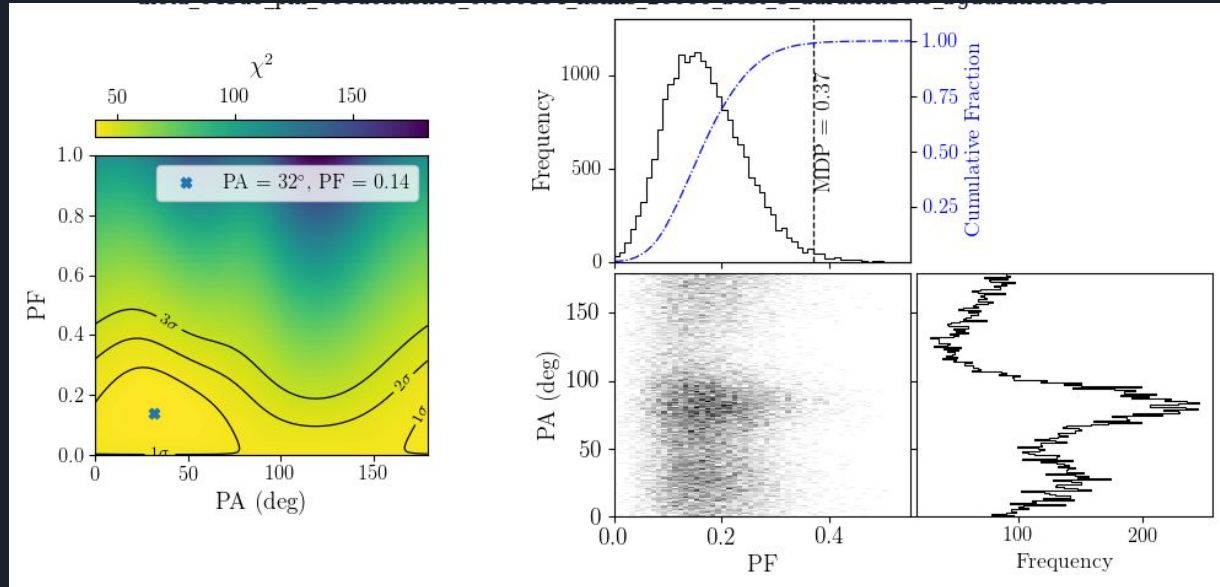 χ²
50 100 150
1.0
0.8
0.6
0.4
0.2
0.0
PF
PA = 32°, PF = 0.14
3σ
2σ
1σ
1σ
0 50 100 150
PA (deg)
1000
500
0
Frequency
MDP = 0.37
1.00
0.75
0.50
0.25
Cumulative Fraction
150
100
50
0
PA (deg)
0.0 0.2 0.4
PF
100 200
Frequency